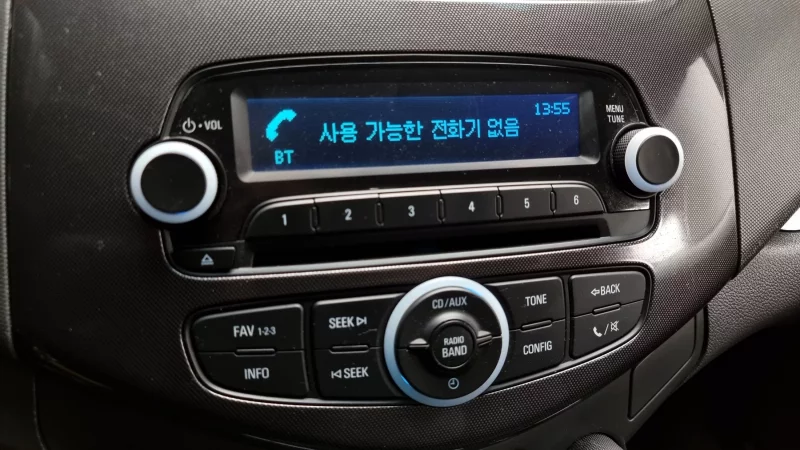 13:55
MENU
TUNE
⏻•VOL
사용 가능한 전화기 없음
BT
1 2 3 4 5 6
CD/AUX
TONE
⇦BACK
FAV 1-2-3
SEEK ▷|
RADIO
BAND
CONFIG
INFO
|◁ SEEK